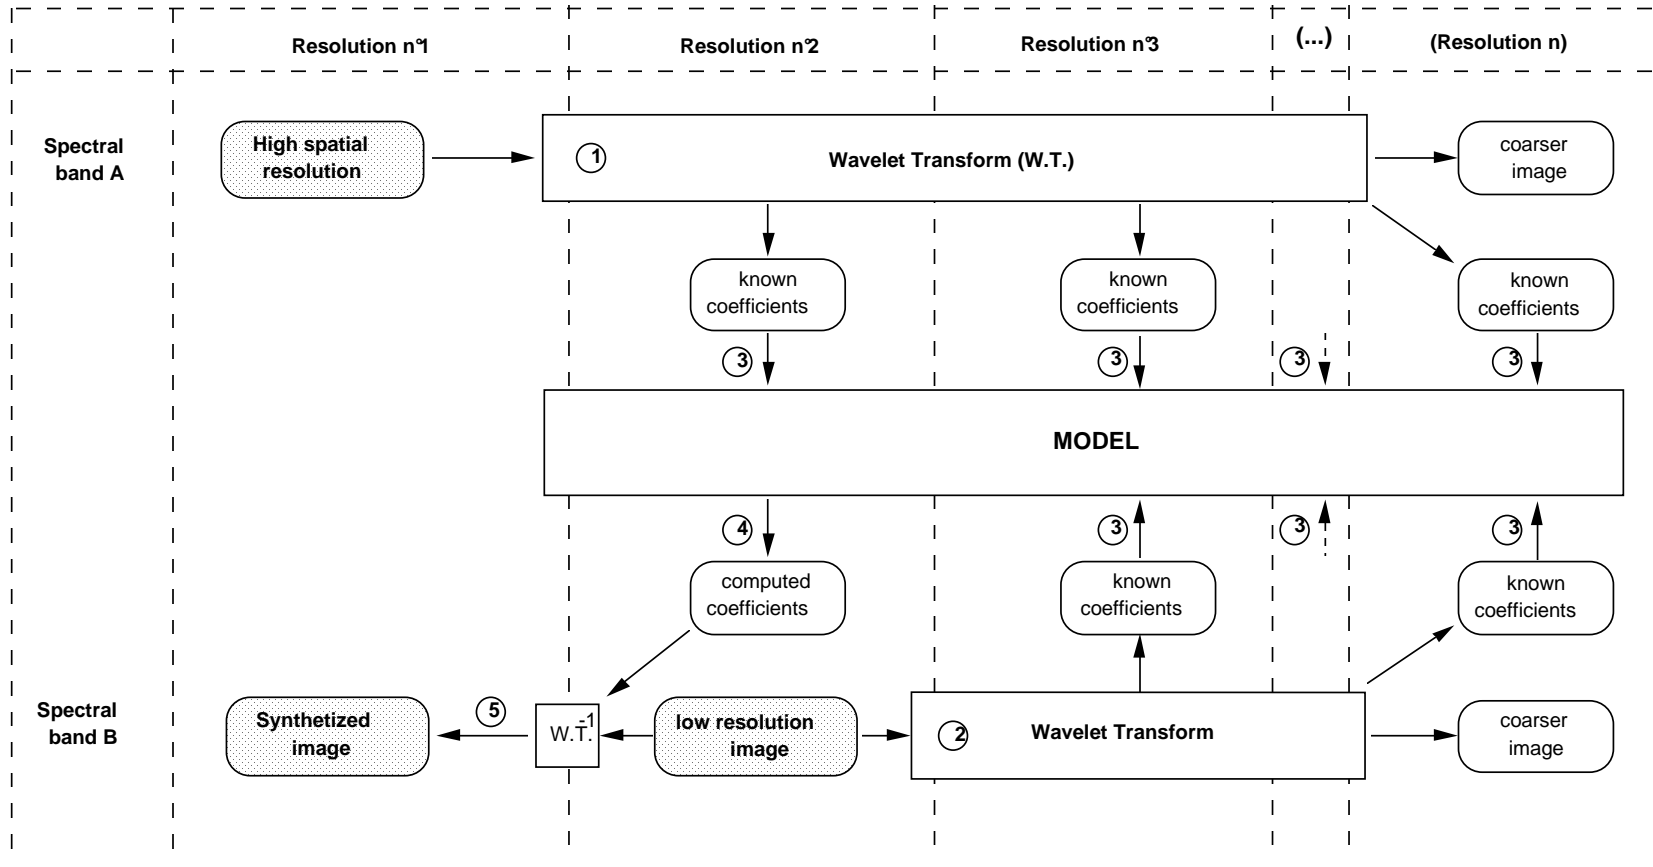 Resolution n°1
Resolution n°2
Resolution n°3
(...)
(Resolution n)
Spectral
band A
High spatial
resolution
1
Wavelet Transform (W.T.)
coarser
image
known
coefficients
known
coefficients
known
coefficients
3
3
3
3
MODEL
4
3
3
3
computed
coefficients
known
coefficients
known
coefficients
Spectral
band B
Synthetized
image
5
W.T.-1
low resolution
image
2
Wavelet Transform
coarser
image